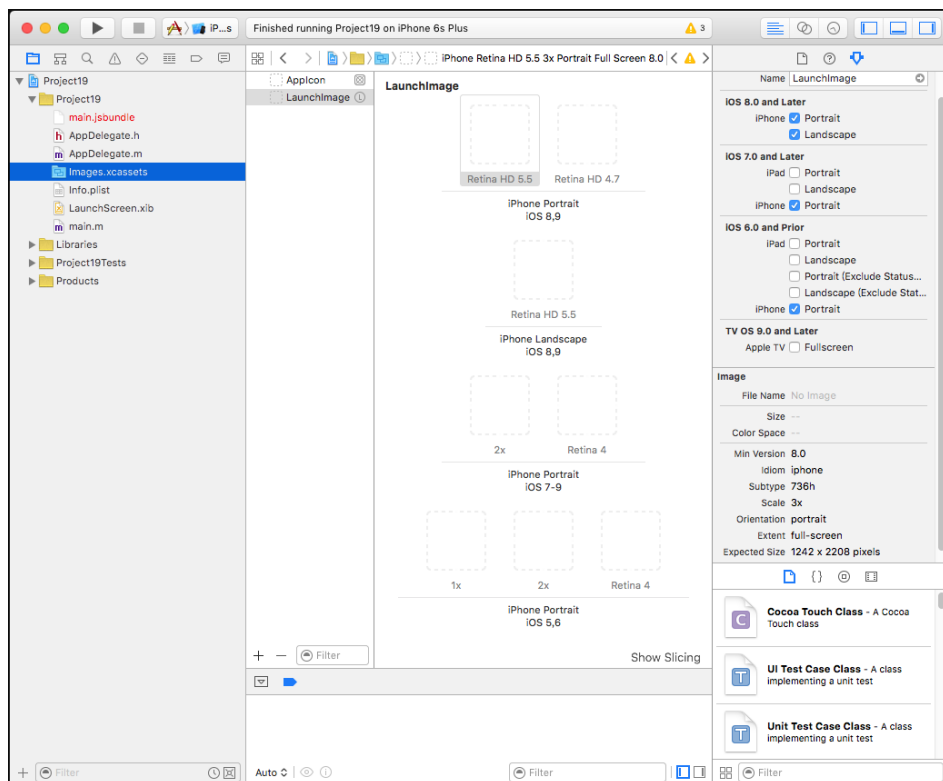 iP...s
Finished running Project19 on iPhone 6s Plus
3
iPhone Retina HD 5.5 3x Portrait Full Screen 8.0
Project19
Project19
main.jsbundle
h AppDelegate.h
m AppDelegate.m
Images.xcassets
Info.plist
LaunchScreen.xib
m main.m
Libraries
Project19Tests
Products
Filter
AppIcon
LaunchImage L
Filter
LaunchImage
Retina HD 5.5 Retina HD 4.7
iPhone Portrait
iOS 8,9
Retina HD 5.5
iPhone Landscape
iOS 8,9
2x Retina 4
iPhone Portrait
iOS 7-9
1x 2x Retina 4
iPhone Portrait
iOS 5,6
Show Slicing
Auto
Filter
Name LaunchImage
iOS 8.0 and Later
iPhone Portrait
Landscape
iOS 7.0 and Later
iPad Portrait
Landscape
iPhone Portrait
iOS 6.0 and Prior
iPad Portrait
Landscape
Portrait (Exclude Status...
Landscape (Exclude Stat...
iPhone Portrait
TV OS 9.0 and Later
Apple TV Fullscreen
Image
File Name No Image
Size --
Color Space --
Min Version 8.0
Idiom iphone
Subtype 736h
Scale 3x
Orientation portrait
Extent full-screen
Expected Size 1242 x 2208 pixels
{ }
C
Cocoa Touch Class - A Cocoa
Touch class
T
UI Test Case Class - A class
implementing a unit test
T
Unit Test Case Class - A class
implementing a unit test
Filter